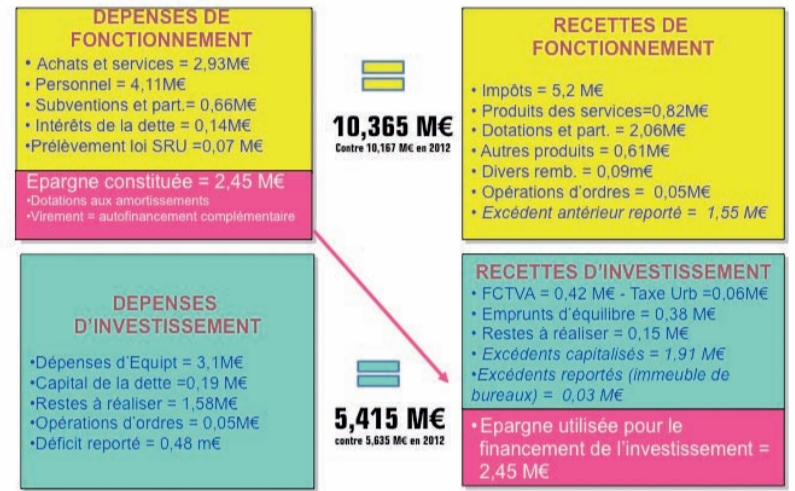 DEPENSES DE
FONCTIONNEMENT
• Achats et services = 2,93M€
• Personnel = 4,11M€
• Subventions et part.= 0,66M€
• Intérêts de la dette = 0,14M€
•Prélèvement loi SRU =0,07 M€
Epargne constituée = 2,45 M€
•Dotations aux amortissements
•Virement = autofinancement complémentaire
10,365 M€
Contre 10,167 M€ en 2012
RECETTES DE
FONCTIONNEMENT
• Impôts = 5,2 M€
• Produits des services=0,82M€
• Dotations et part. = 2,06M€
• Autres produits = 0,61M€
• Divers remb. = 0,09m€
• Opérations d'ordres = 0,05M€
• Excédent antérieur reporté = 1,55 M€
DEPENSES
D'INVESTISSEMENT
•Dépenses d'Equipt = 3,1M€
•Capital de la dette =0,19 M€
•Restes à réaliser = 1,58M€
•Opérations d'ordres = 0,05M€
•Déficit reporté = 0,48 m€
5,415 M€
contre 5,635 M€ en 2012
RECETTES D'INVESTISSEMENT
• FCTVA = 0,42 M€ - Taxe Urb =0,06M€
• Emprunts d'équilibre = 0,38 M€
• Restes à réaliser = 0,15 M€
• Excédents capitalisés = 1,91 M€
•Excédents reportés (immeuble de
bureaux) = 0,03 M€
• Epargne utilisée pour le
financement de l'investissement =
2,45 M€